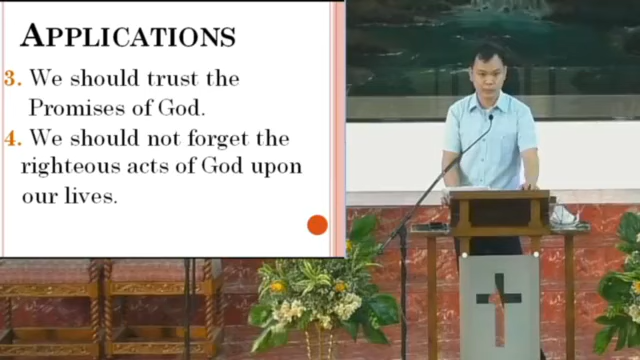 APPLICATIONS
3. We should trust the
Promises of God.
4. We should not forget the
righteous acts of God upon
our lives.